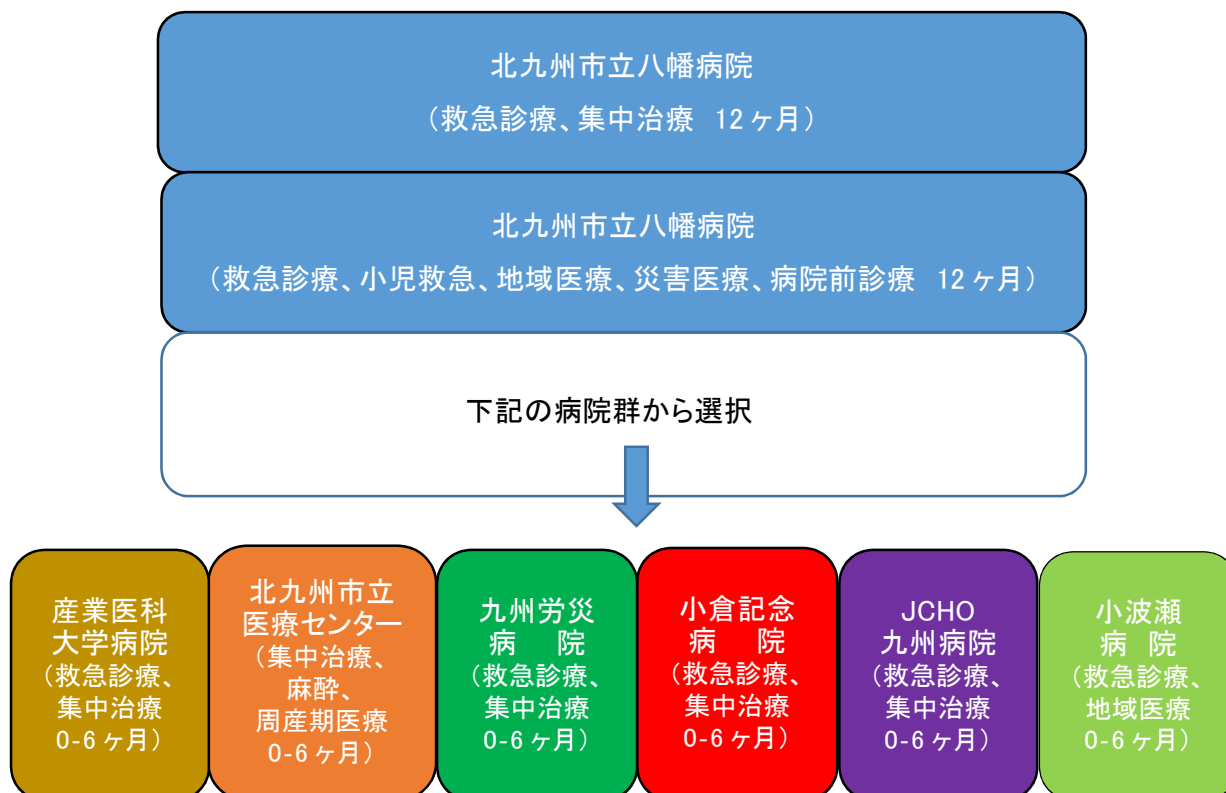 北九州市立八幡病院
（救急診療、集中治療 12ヶ月）
北九州市立八幡病院
（救急診療、小児救急、地域医療、災害医療、病院前診療 12ヶ月）
下記の病院群から選択
産業医科
大学病院
（救急診療、
集中治療
0-6ヶ月）
北九州市立
医療センター
（集中治療、
麻酔、
周産期医療
0-6ヶ月）
九州労災
病 院
（救急診療、
集中治療
0-6ヶ月）
小倉記念
病 院
（救急診療、
集中治療
0-6ヶ月）
JCHO
九州病院
（救急診療、
集中治療
0-6ヶ月）
小波瀬
病 院
（救急診療、
地域医療
0-6ヶ月）